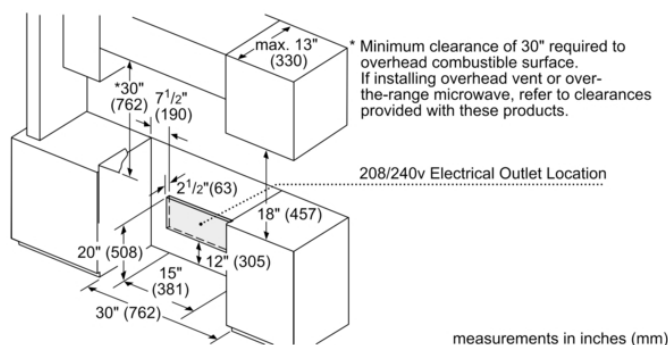 max. 13"
(330)
* Minimum clearance of 30" required to
overhead combustible surface.
If installing overhead vent or over-
the-range microwave, refer to clearances
provided with these products.
*30"
(762)
7 1/2"
(190)
208/240v Electrical Outlet Location
2 1/2"(63)
18" (457)
20" (508)
12" (305)
15"
(381)
30" (762)
measurements in inches (mm)